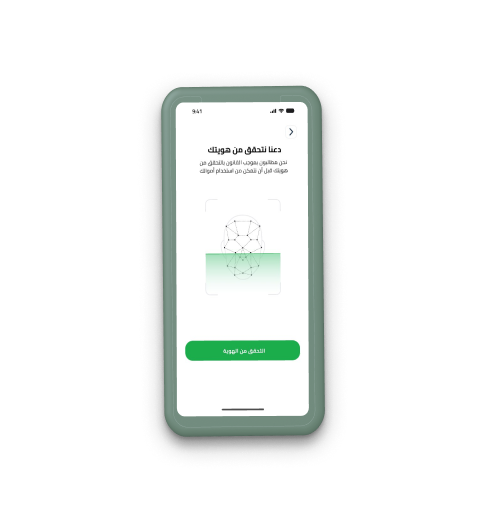 9:41
دعنا نتحقق من هويتك
نحن مطالبون بموجب القانون بالتحقق من
هويتك قبل أن تتمكن من استخدام أموالك
التحقق من الهوية